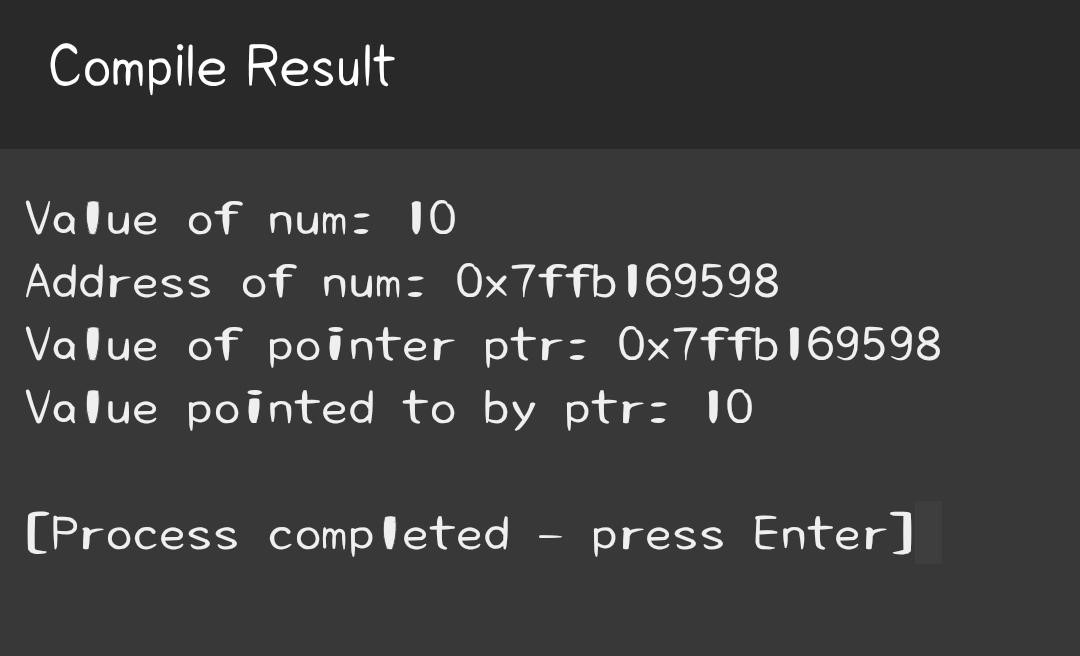 Compile Result
Value of num: 10
Address of num: 0x7ffb169598
Value of pointer ptr: 0x7ffb169598
Value pointed to by ptr: 10
[Process completed - press Enter]